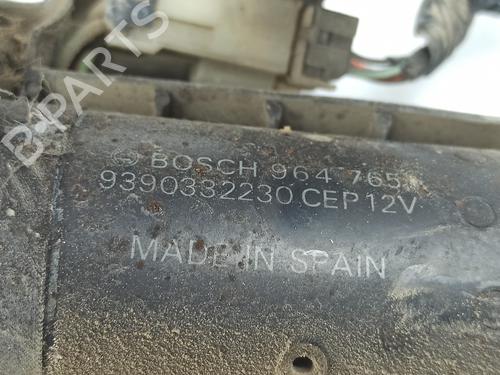 B-PARTS
BOSCH 964 765
9390332230 CEP 12V
MADE IN SPAIN